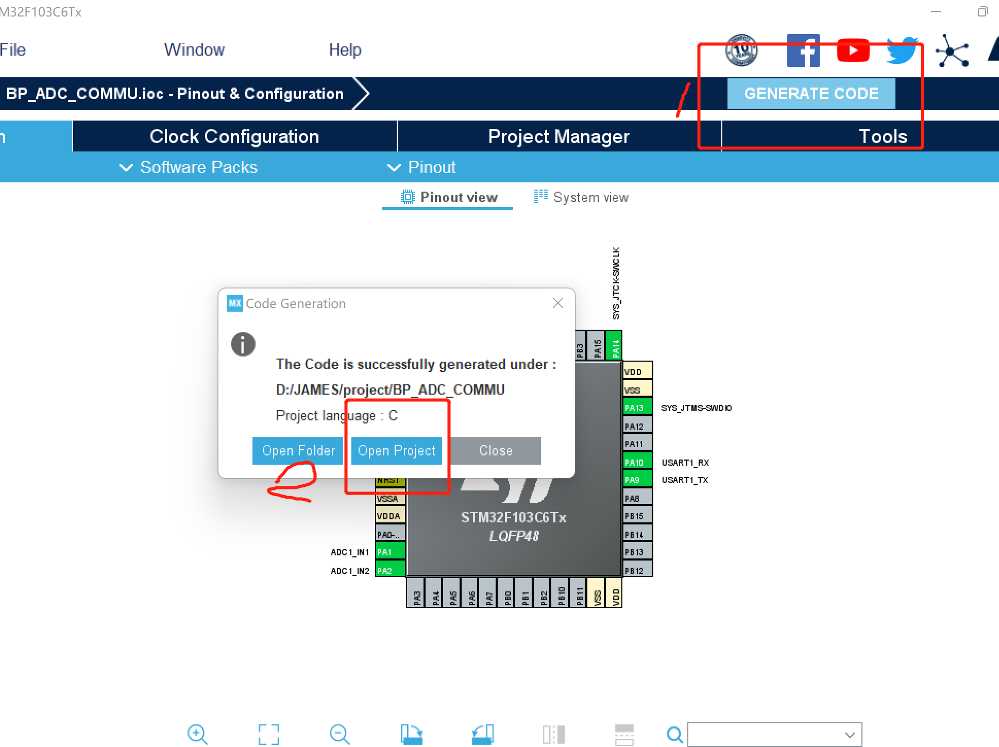 M32F103C6Tx
File
Window
Help
10
BP_ADC_COMMU.ioc - Pinout & Configuration
1
GENERATE CODE
n
Clock Configuration
Project Manager
Tools
Software Packs
Pinout
Pinout view
System view
SYS_JTCK-SWCLK
MX Code Generation
The Code is successfully generated under :
D:/JAMES/project/BP_ADC_COMMU
Project language : C
Open Folder
Open Project
Close
2
PB3
PA15
PA14
VDD
VSS
PA13
SYS_JTMS-SWDIO
PA12
PA11
PA10
USART1_RX
PA9
USART1_TX
PA8
PB15
PB14
PB13
PB12
NRST
VSSA
VDDA
PA0-..
ADC1_IN1
PA1
ADC1_IN2
PA2
STM32F103C6Tx
LQFP48
PA3
PA4
PA5
PA6
PA7
PB0
PB1
PB2
PB10
PB11
VSS
VDD